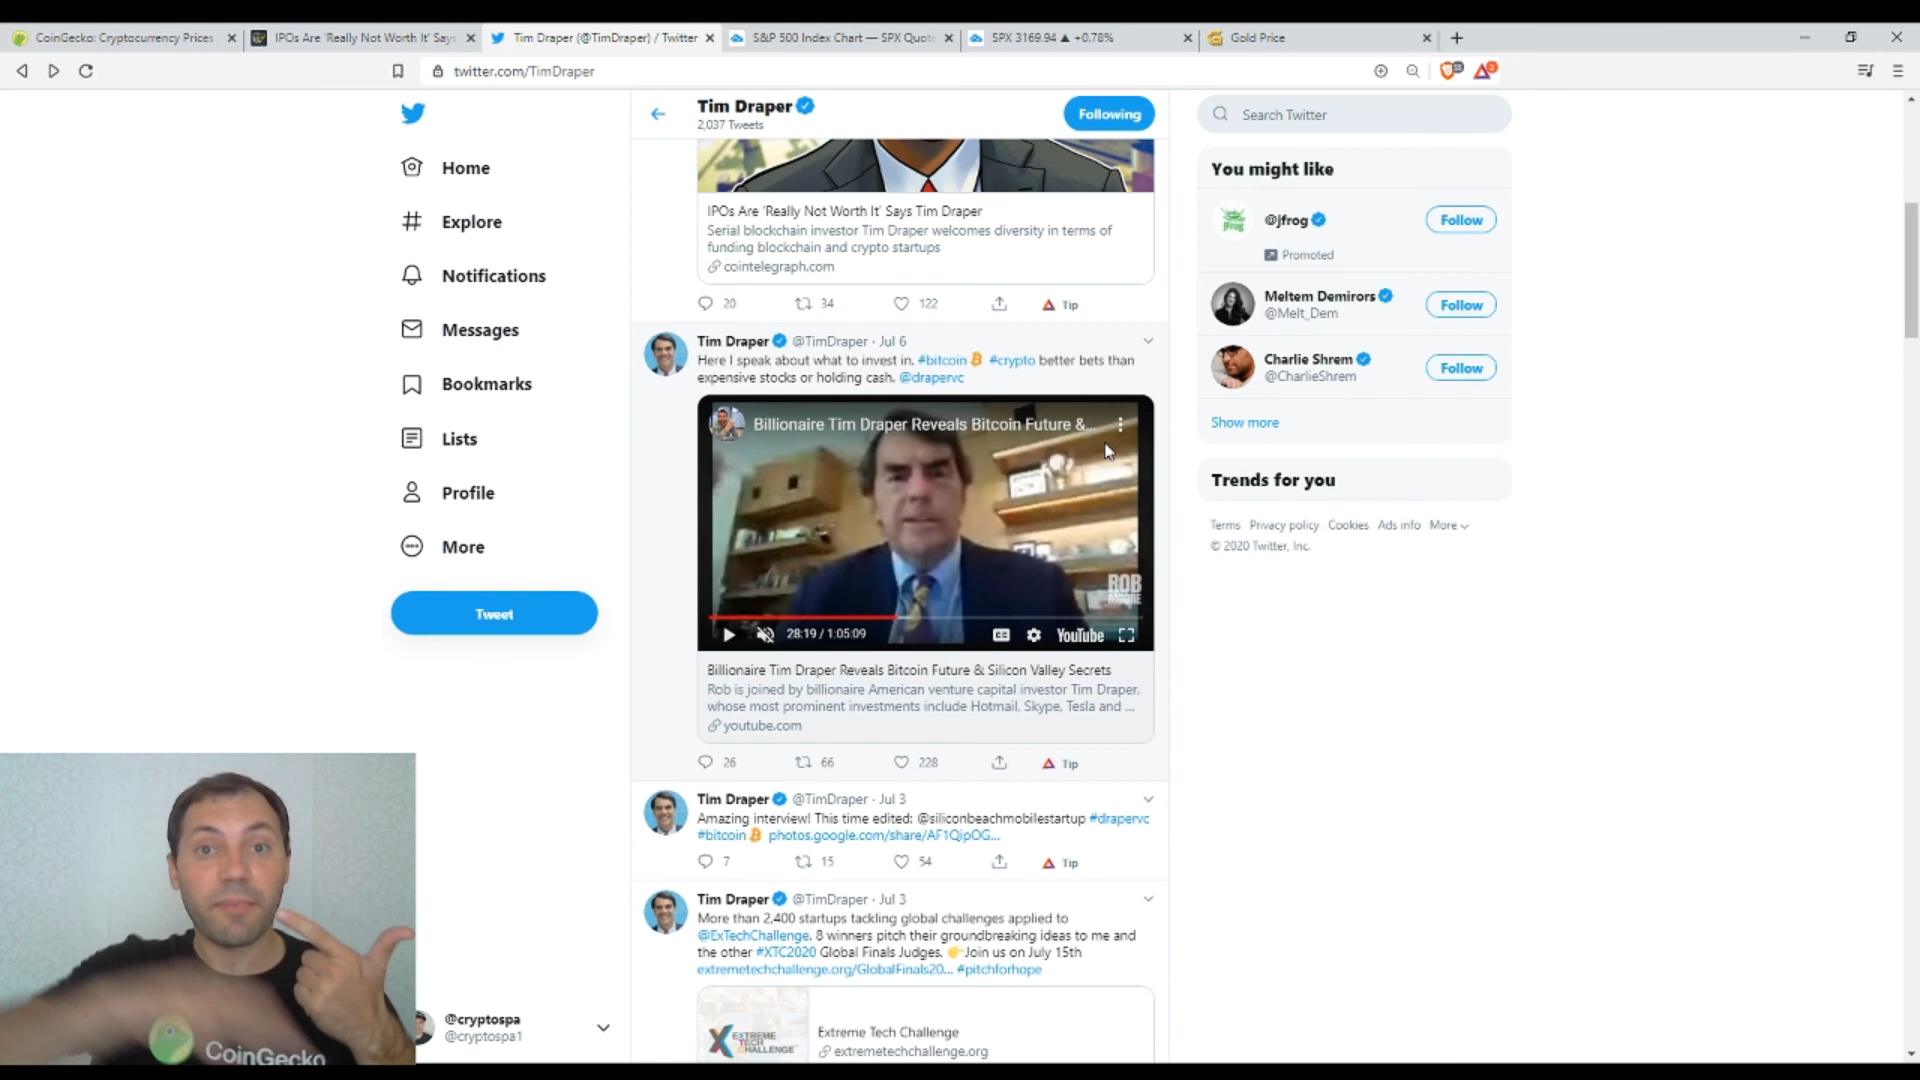 CoinGecko: Cryptocurrency Prices
IPOs Are 'Really Not Worth It' Says
Tim Draper (@TimDraper) / Twitter
S&P 500 Index Chart — SPX Quote
SPX 3169.94 ▲ +0.78%
Gold Price
twitter.com/TimDraper
Home
Explore
Notifications
Messages
Bookmarks
Lists
Profile
More
Tweet
@cryptospa
@cryptospa1
Tim Draper
2,037 Tweets
Following
IPOs Are 'Really Not Worth It' Says Tim Draper
Serial blockchain investor Tim Draper welcomes diversity in terms of
funding blockchain and crypto startups
cointelegraph.com
20 34 122 Tip
Tim Draper @TimDraper · Jul 6
Here I speak about what to invest in. #bitcoin #crypto better bets than
expensive stocks or holding cash. @drapervc
Billionaire Tim Draper Reveals Bitcoin Future &...
ROB
MOORE
28:19 / 1:05:09
CC
YouTube
Billionaire Tim Draper Reveals Bitcoin Future & Silicon Valley Secrets
Rob is joined by billionaire American venture capital investor Tim Draper,
whose most prominent investments include Hotmail, Skype, Tesla and ...
youtube.com
26 66 228 Tip
Tim Draper @TimDraper · Jul 3
Amazing interview! This time edited: @siliconbeachmobilestartup #drapervc
#bitcoin photos.google.com/share/AF1QipOG...
7 15 54 Tip
Tim Draper @TimDraper · Jul 3
More than 2,400 startups tackling global challenges applied to
@ExTechChallenge. 8 winners pitch their groundbreaking ideas to me and
the other #XTC2020 Global Finals Judges. 👉Join us on July 15th
extremetechchallenge.org/GlobalFinals20... #pitchforhope
EXTREME
TECH
CHALLENGE
Extreme Tech Challenge
extremetechchallenge.org
Search Twitter
You might like
@jfrog
Follow
Promoted
Meltem Demirors
@Melt_Dem
Follow
Charlie Shrem
@CharlieShrem
Follow
Show more
Trends for you
Terms Privacy policy Cookies Ads info More
© 2020 Twitter, Inc.
CoinGecko